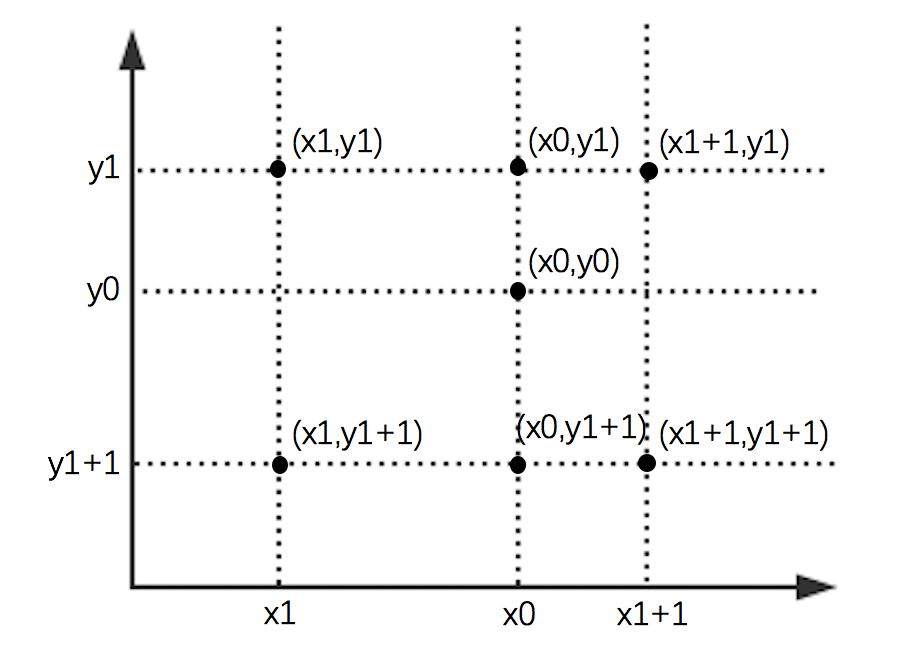 y1
(x1,y1)
(x0,y1)
(x1+1,y1)
y0
(x0,y0)
y1+1
(x1,y1+1)
(x0,y1+1)
(x1+1,y1+1)
x1
x0
x1+1